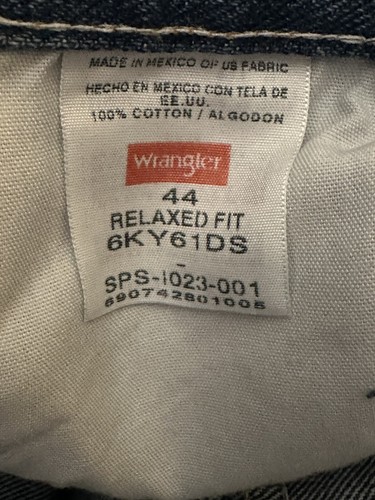 MADE IN MEXICO OF US FABRIC
HECHO EN MEXICO CON TELA DE
EE.UU.
100% COTTON / ALGODON
Wrangler
44
RELAXED FIT
6KY61DS
-
SPS-1023-001
690742801005